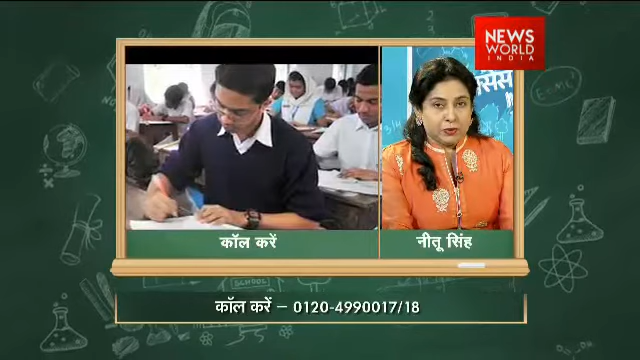 NEWS
WORLD
INDIA
कॉल करें
नीतू सिंह
कॉल करें – 0120-4990017/18